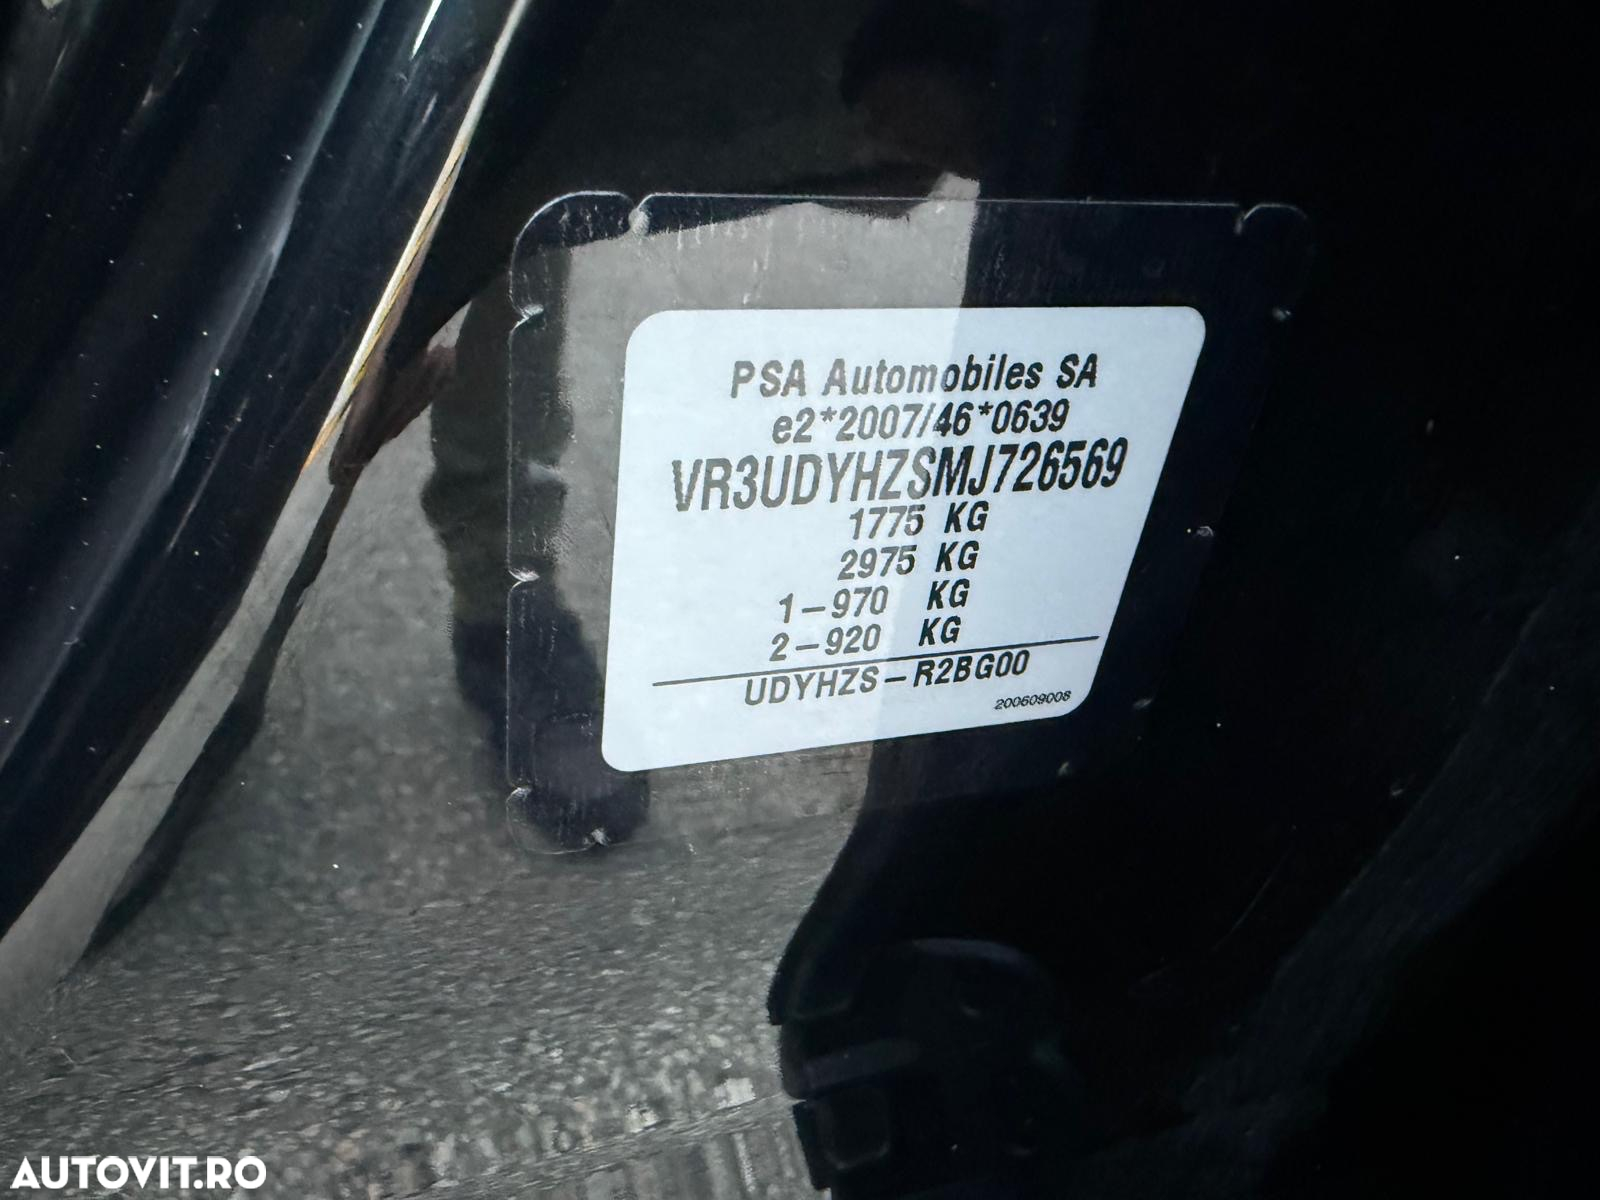 PSA Automobiles SA
e2*2007/46*0639
VR3UDYHZSMJ726569
1775 KG
2975 KG
1-970 KG
2-920 KG
UDYHZS-R2BG00
200609008
AUTOVIT.RO